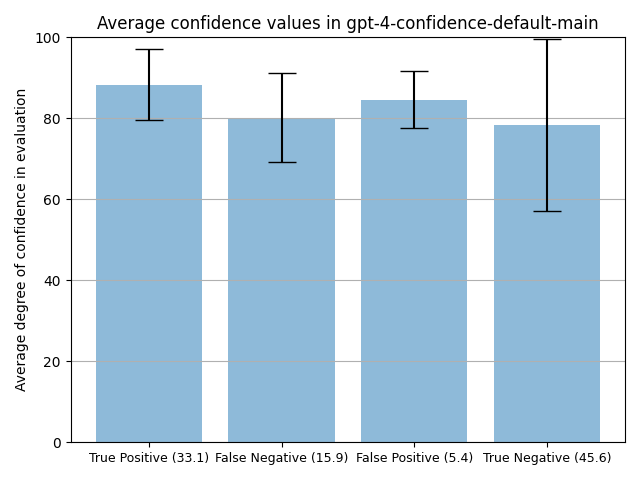 Average confidence values in gpt-4-confidence-default-main
Average degree of confidence in evaluation
100
80
60
40
20
0
True Positive (33.1) False Negative (15.9) False Positive (5.4) True Negative (45.6)